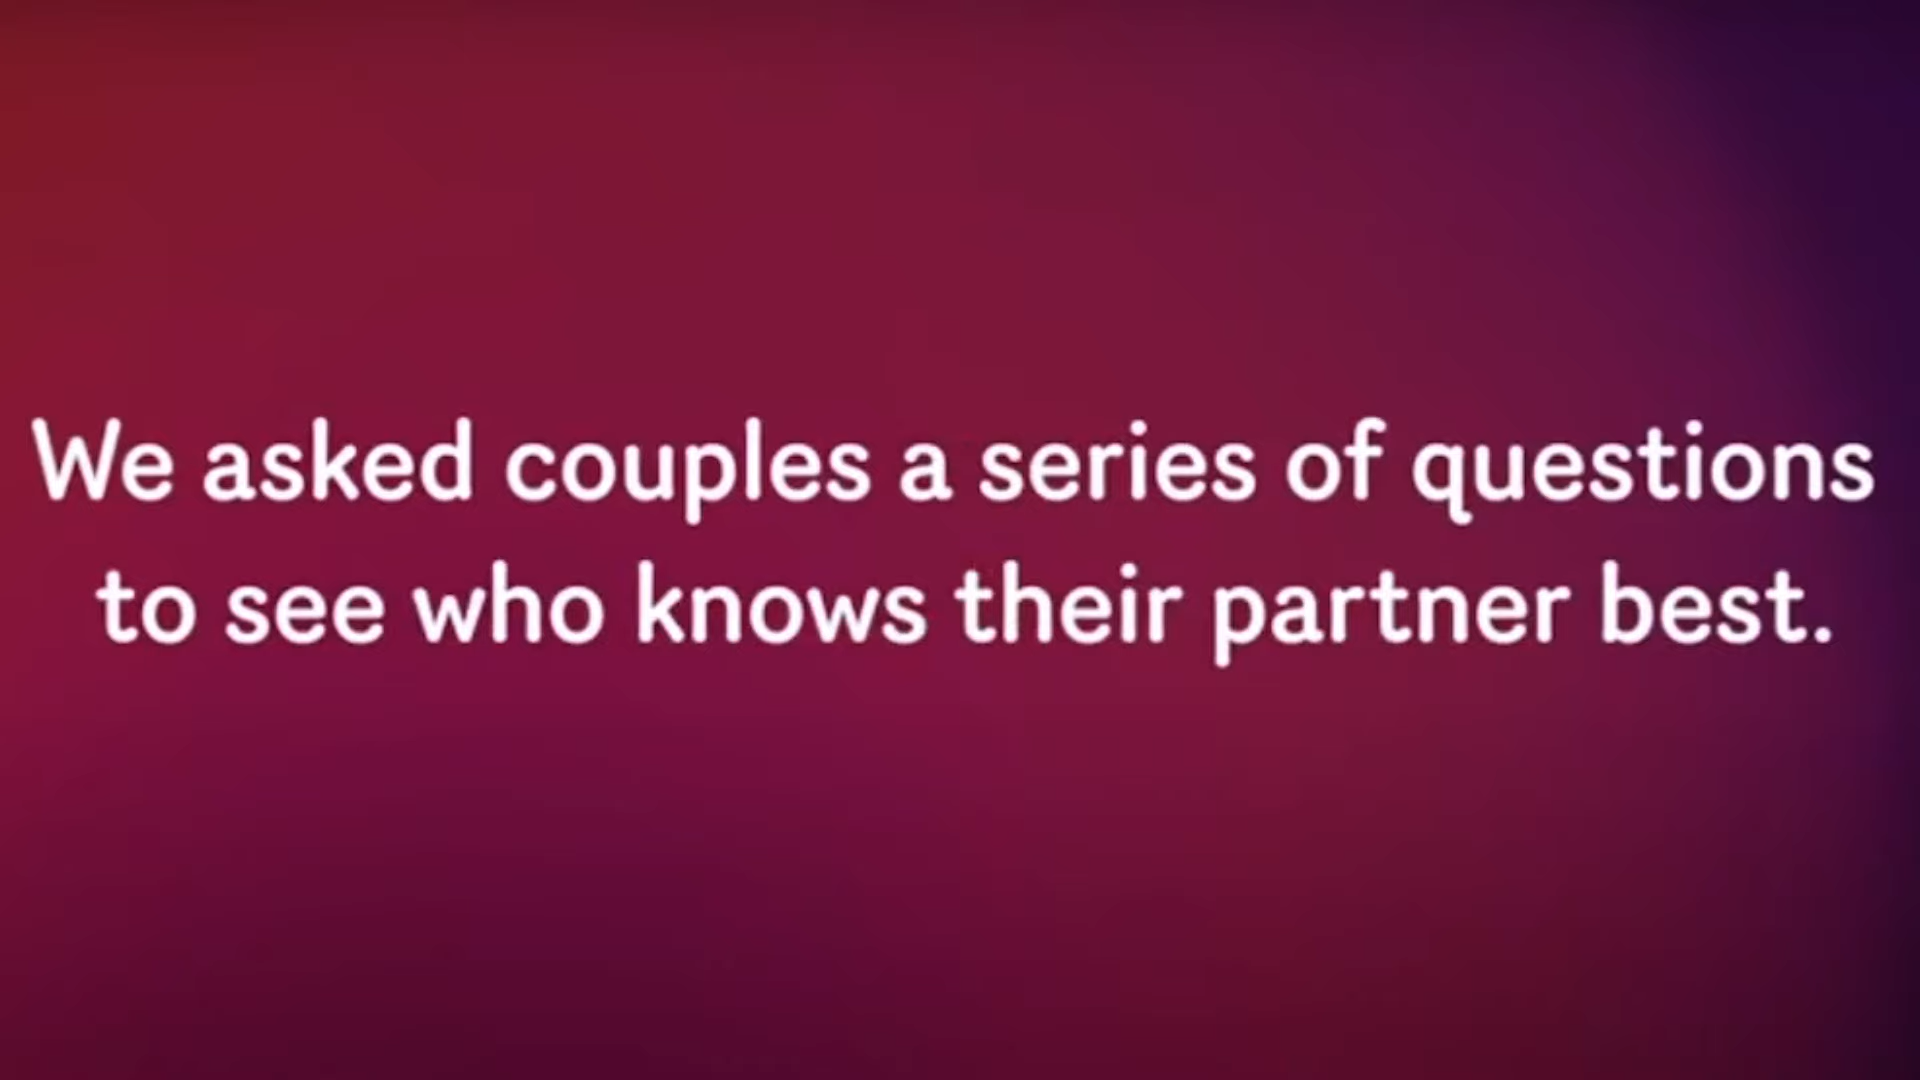 We asked couples a series of questions
to see who knows their partner best.